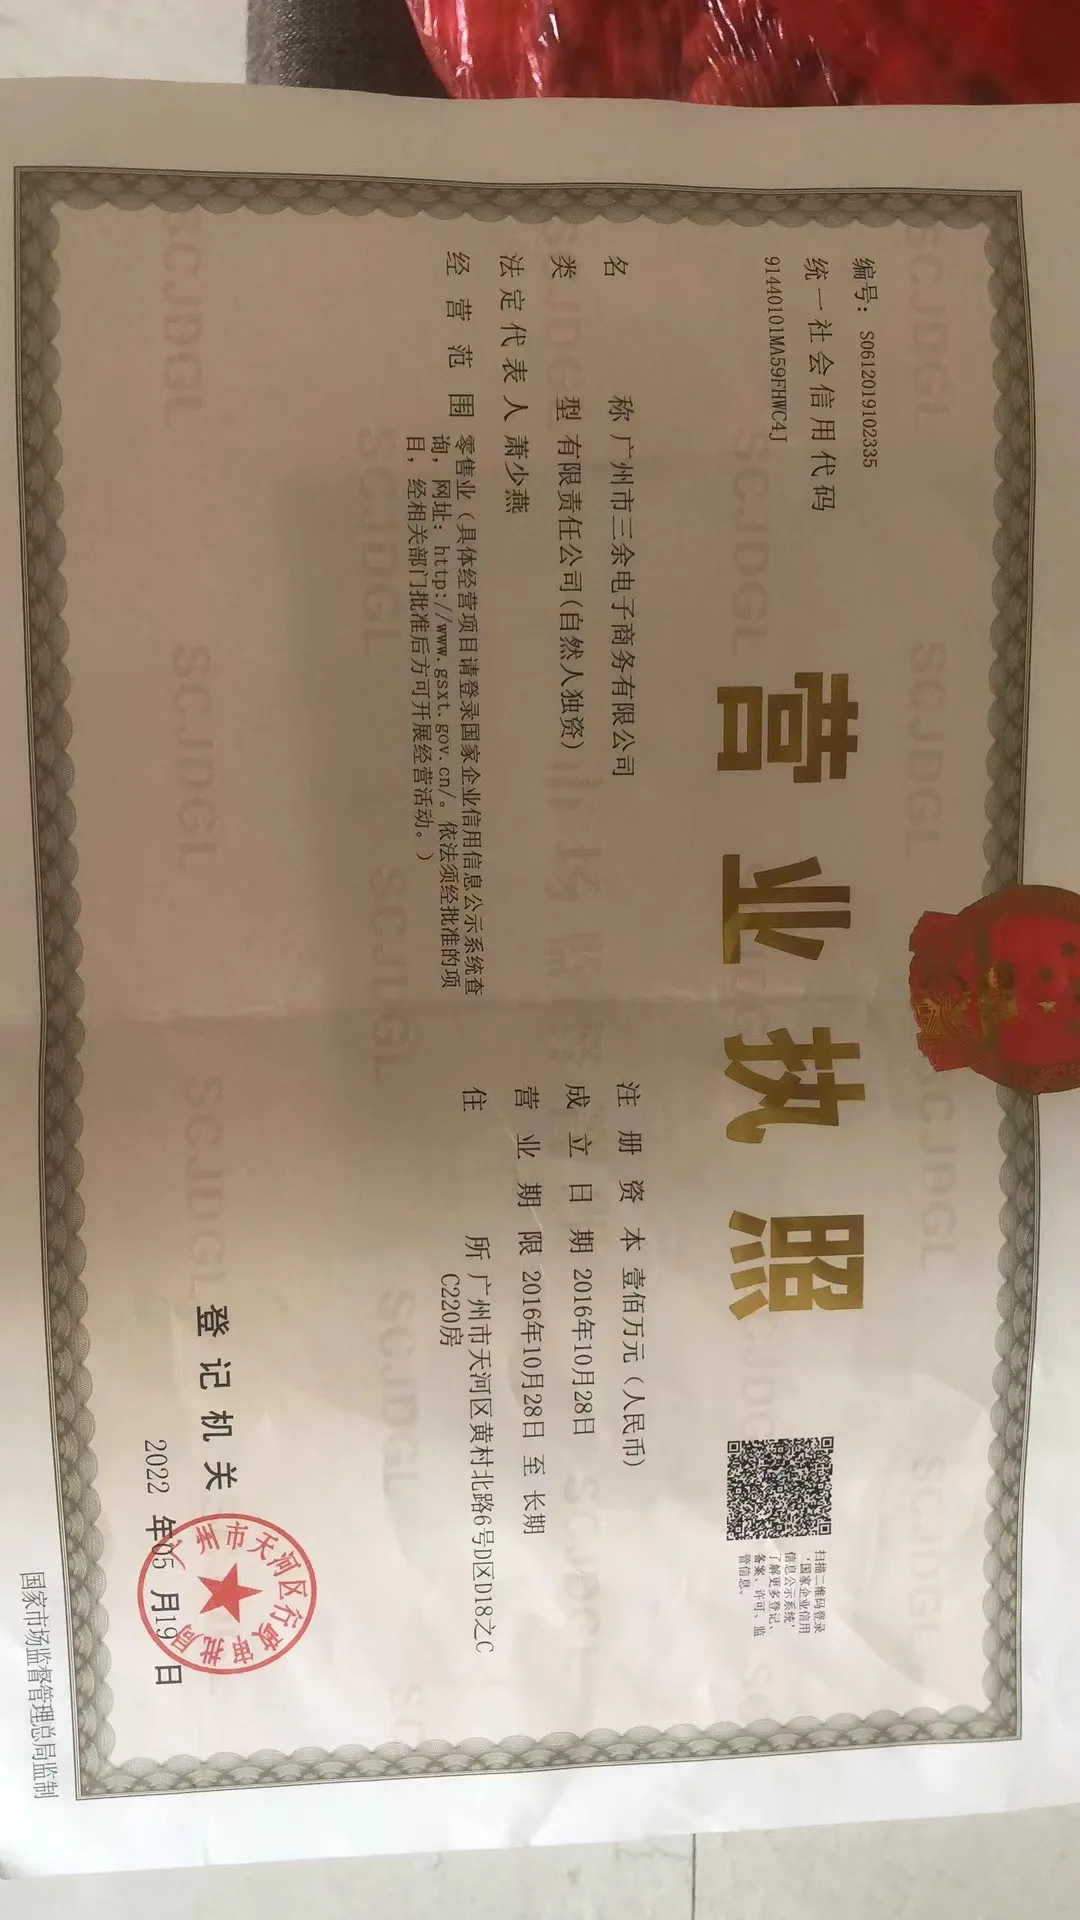 编号：S0612019102335
统一社会信用代码
91440101MA59FHWC4J
营业执照
扫描二维码登录
‘国家企业信用
信息公示系统’
了解更多登记、
备案、许可、监
管信息。
名称 广州市三余电子商务有限公司
类型 有限责任公司(自然人独资)
法定代表人 萧少燕
经营范围 零售业（具体经营项目请登录国家企业信用信息公示系统查
询，网址：http://www.gsxt.gov.cn/。依法须经批准的项
目，经相关部门批准后方可开展经营活动。）
注册资本 壹佰万元（人民币）
成立日期 2016年10月28日
营业期限 2016年10月28日 至 长期
住所 广州市天河区黄村北路6号D区D18之C
C220房
登记机关
广州市天河区行政审批局
2022 年05 月19 日
国家市场监督管理总局监制
SCJDGL